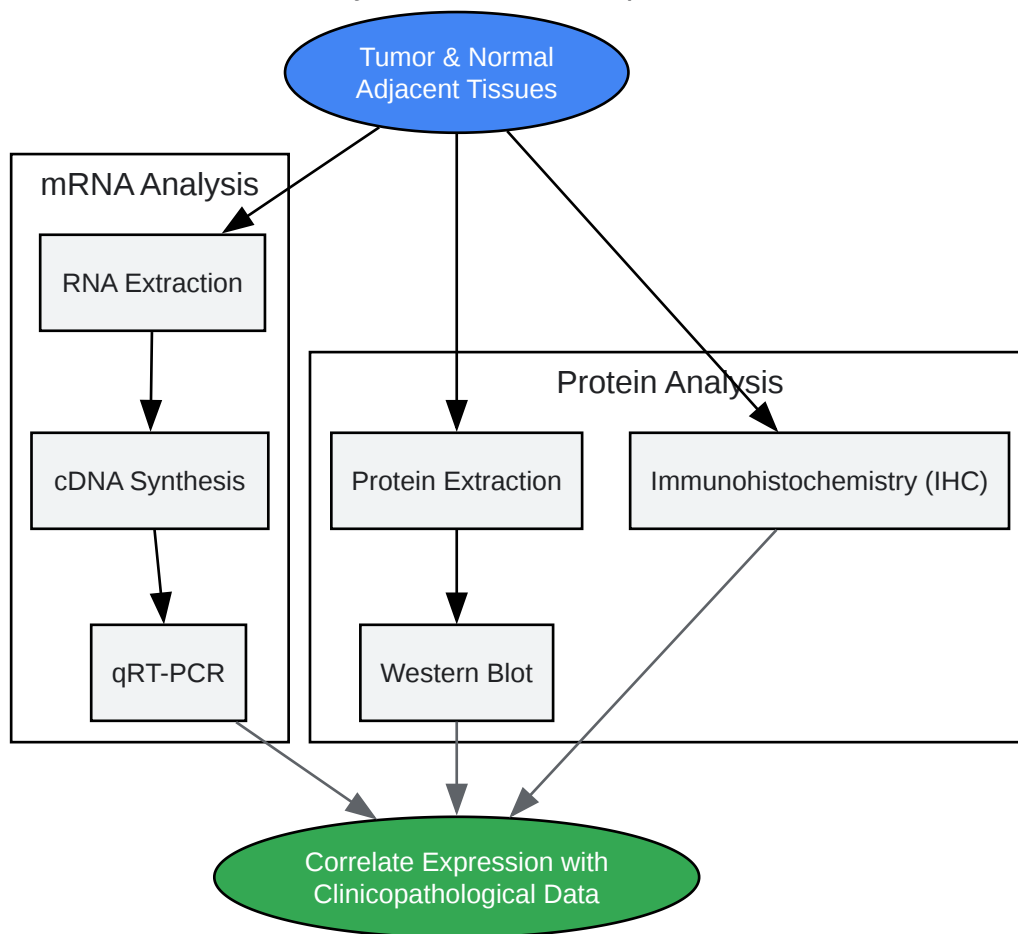 Tumor & Normal
Adjacent Tissues
mRNA Analysis
RNA Extraction
Protein Analysis
cDNA Synthesis
Protein Extraction
Immunohistochemistry (IHC)
qRT-PCR
Western Blot
Correlate Expression with
Clinicopathological Data